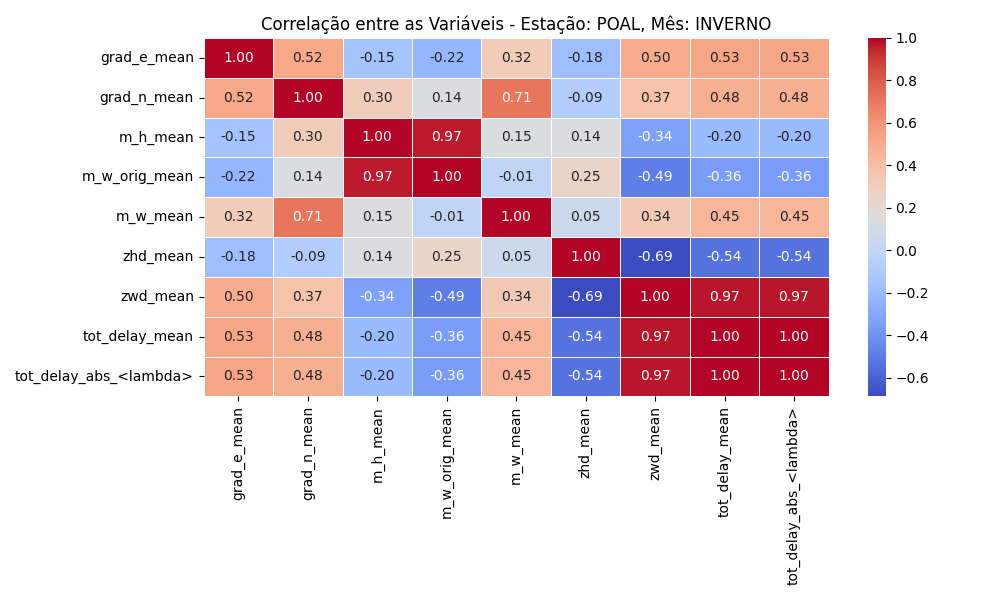 Correlação entre as Variáveis - Estação: POAL, Mês: INVERNO
grad_e_mean 1.00 0.52 -0.15 -0.22 0.32 -0.18 0.50 0.53 0.53
grad_n_mean 0.52 1.00 0.30 0.14 0.71 -0.09 0.37 0.48 0.48
m_h_mean -0.15 0.30 1.00 0.97 0.15 0.14 -0.34 -0.20 -0.20
m_w_orig_mean -0.22 0.14 0.97 1.00 -0.01 0.25 -0.49 -0.36 -0.36
m_w_mean 0.32 0.71 0.15 -0.01 1.00 0.05 0.34 0.45 0.45
zhd_mean -0.18 -0.09 0.14 0.25 0.05 1.00 -0.69 -0.54 -0.54
zwd_mean 0.50 0.37 -0.34 -0.49 0.34 -0.69 1.00 0.97 0.97
tot_delay_mean 0.53 0.48 -0.20 -0.36 0.45 -0.54 0.97 1.00 1.00
tot_delay_abs_<lambda> 0.53 0.48 -0.20 -0.36 0.45 -0.54 0.97 1.00 1.00
grad_e_mean
grad_n_mean
m_h_mean
m_w_orig_mean
m_w_mean
zhd_mean
zwd_mean
tot_delay_mean
tot_delay_abs_<lambda>
1.0
0.8
0.6
0.4
0.2
0.0
−0.2
−0.4
−0.6